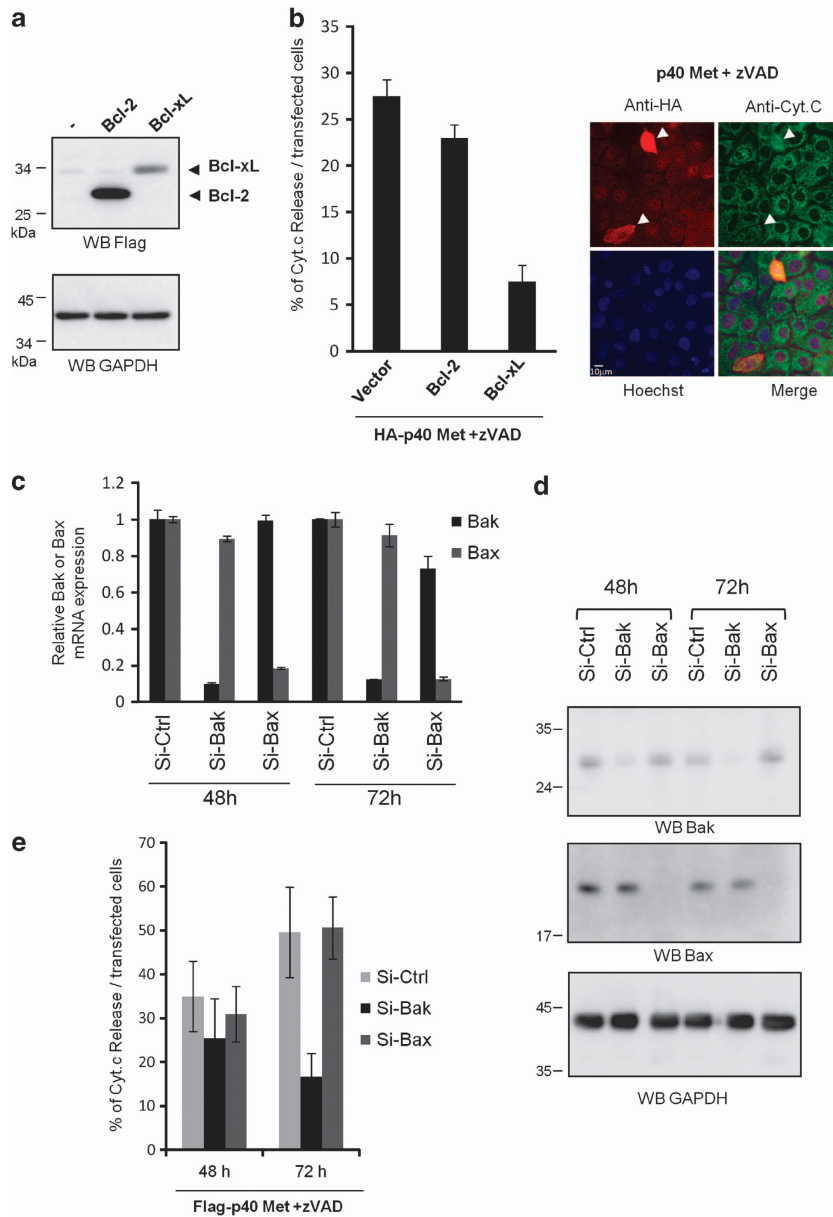 a
- Bcl-2 Bcl-xL
34
25
kDa
Bcl-xL
Bcl-2
WB Flag
45
34
kDa
WB GAPDH
b
% of Cyt.c Release / transfected cells
35
30
25
20
15
10
5
0
Vector
Bcl-2
Bcl-xL
HA-p40 Met +zVAD
p40 Met + zVAD
Anti-HA Anti-Cyt.C
10µm
Hoechst Merge
c
Relative Bak or Bax
mRNA expression
1.2
1
0.8
0.6
0.4
0.2
0
Bak
Bax
Si-Ctrl
Si-Bak
Si-Bax
Si-Ctrl
Si-Bak
Si-Bax
48h 72h
d
48h 72h
Si-Ctrl
Si-Bak
Si-Bax
Si-Ctrl
Si-Bak
Si-Bax
35
24
WB Bak
17
WB Bax
45
35
WB GAPDH
e
% of Cyt.c Release / transfected cells
70
60
50
40
30
20
10
0
Si-Ctrl
Si-Bak
Si-Bax
48 h 72 h
Flag-p40 Met +zVAD